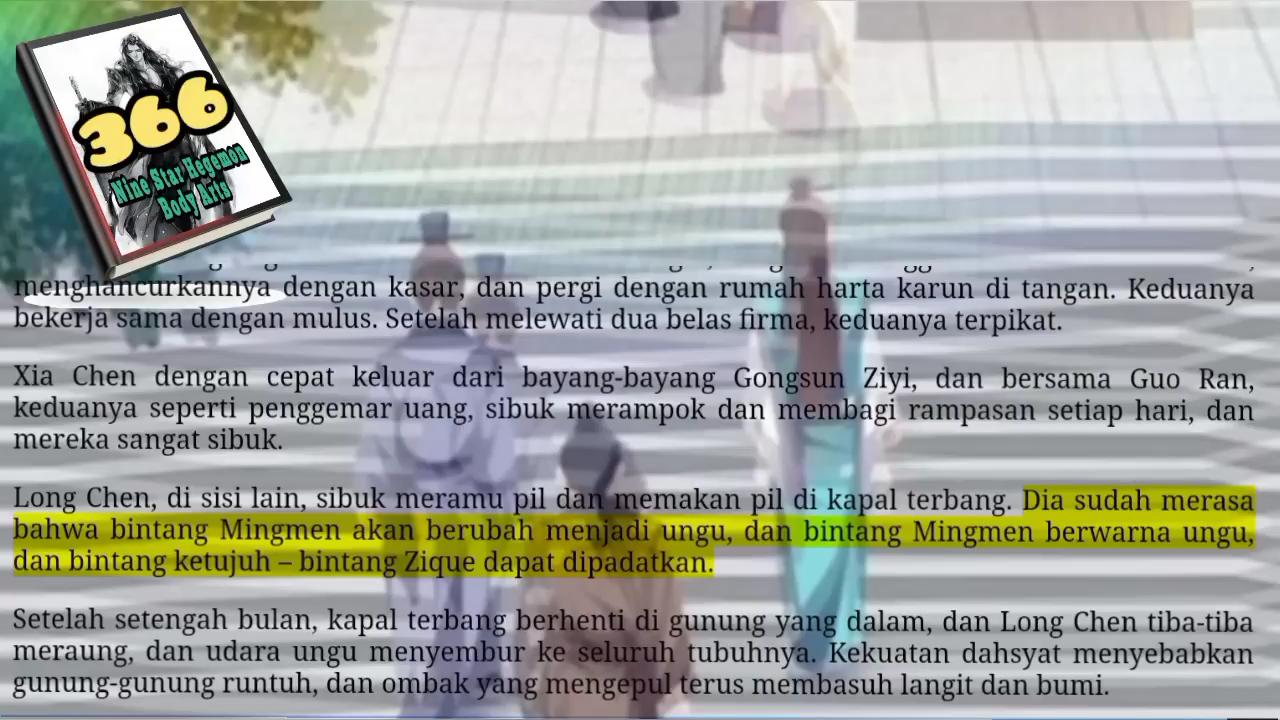 366
Nine Star Hegemon
Body Arts
menghancurkannya dengan kasar, dan pergi dengan rumah harta karun di tangan. Keduanya
bekerja sama dengan mulus. Setelah melewati dua belas firma, keduanya terpikat.
Xia Chen dengan cepat keluar dari bayang-bayang Gongsun Ziyi, dan bersama Guo Ran,
keduanya seperti penggemar uang, sibuk merampok dan membagi rampasan setiap hari, dan
mereka sangat sibuk.
Long Chen, di sisi lain, sibuk meramu pil dan memakan pil di kapal terbang. Dia sudah merasa
bahwa bintang Mingmen akan berubah menjadi ungu, dan bintang Mingmen berwarna ungu,
dan bintang ketujuh – bintang Zique dapat dipadatkan.
Setelah setengah bulan, kapal terbang berhenti di gunung yang dalam, dan Long Chen tiba-tiba
meraung, dan udara ungu menyembur ke seluruh tubuhnya. Kekuatan dahsyat menyebabkan
gunung-gunung runtuh, dan ombak yang mengepul terus membasuh langit dan bumi.